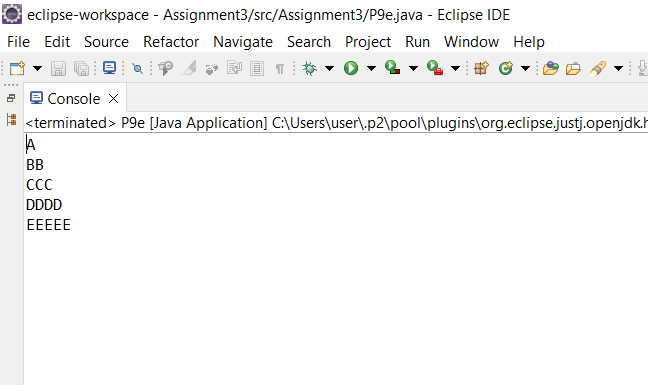 eclipse-workspace - Assignment3/src/Assignment3/P9e.java - Eclipse IDE
File Edit Source Refactor Navigate Search Project Run Window Help
Console
<terminated> P9e [Java Application] C:\Users\user\.p2\pool\plugins\org.eclipse.justj.openjdk.h
A
BB
CCC
DDDD
EEEEE